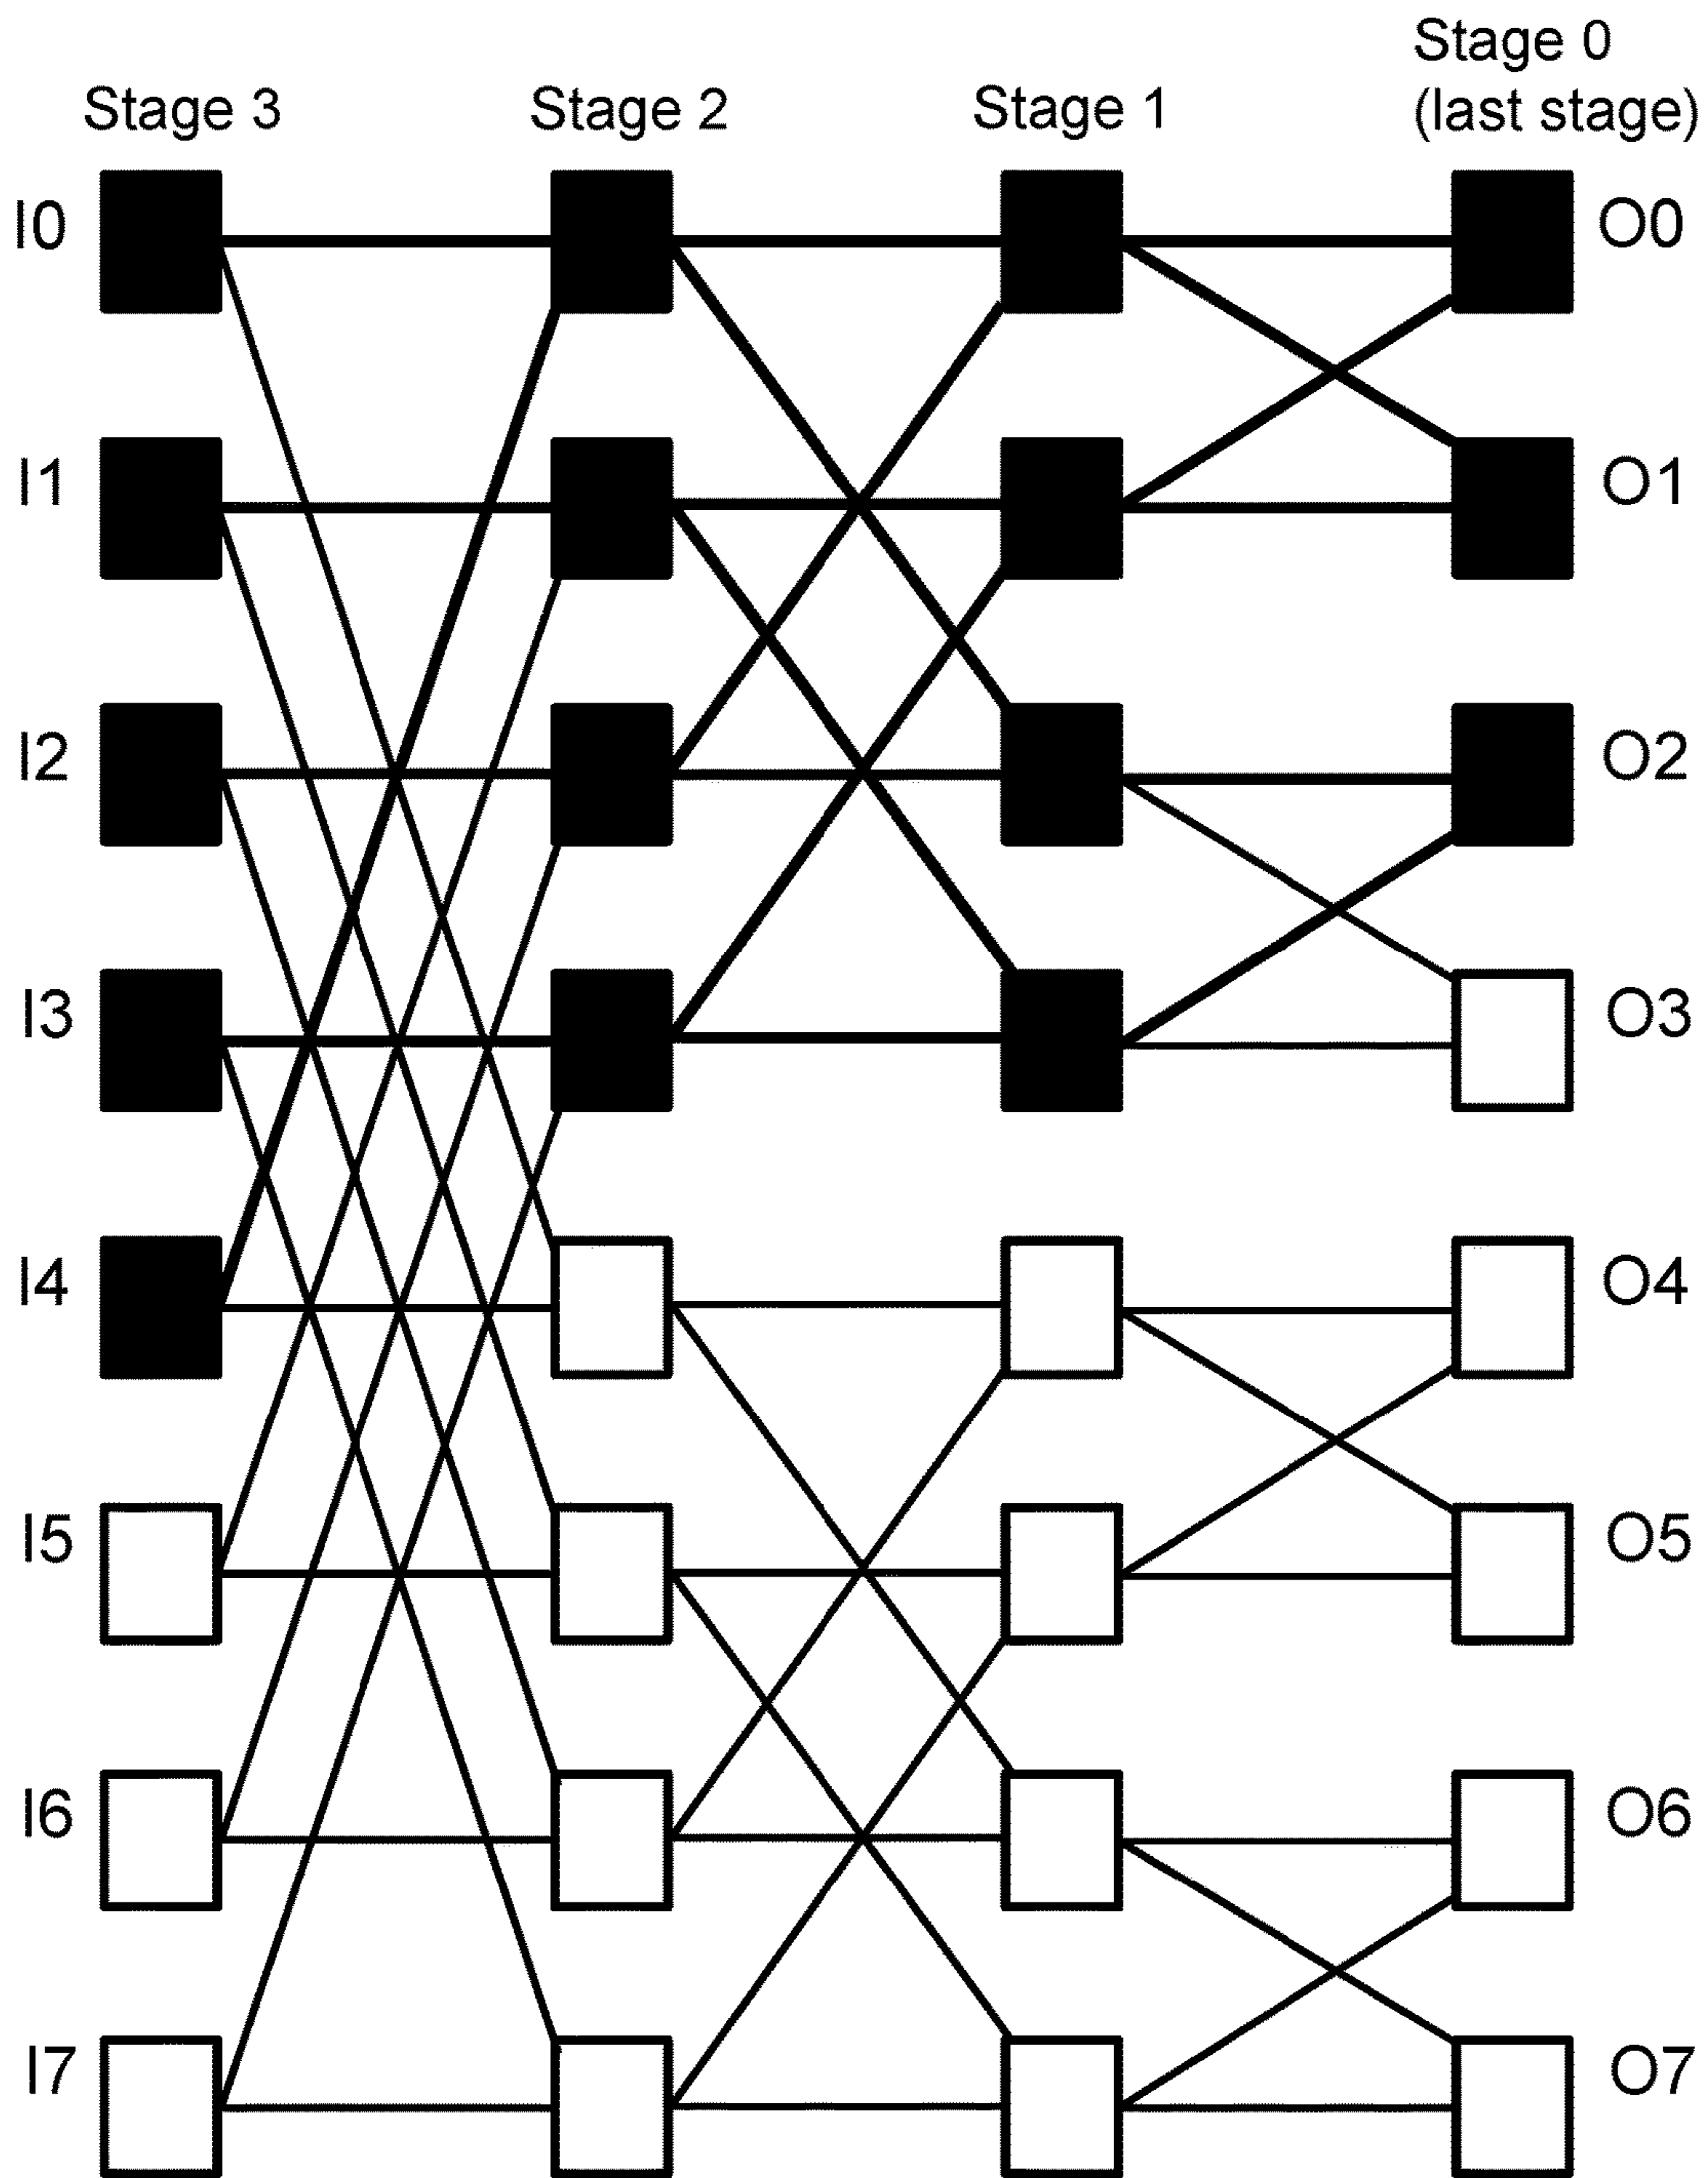 Stage 3
Stage 2
Stage 1
Stage 0
(last stage)
I0
O0
I1
O1
I2
O2
I3
O3
I4
O4
I5
O5
I6
O6
I7
O7